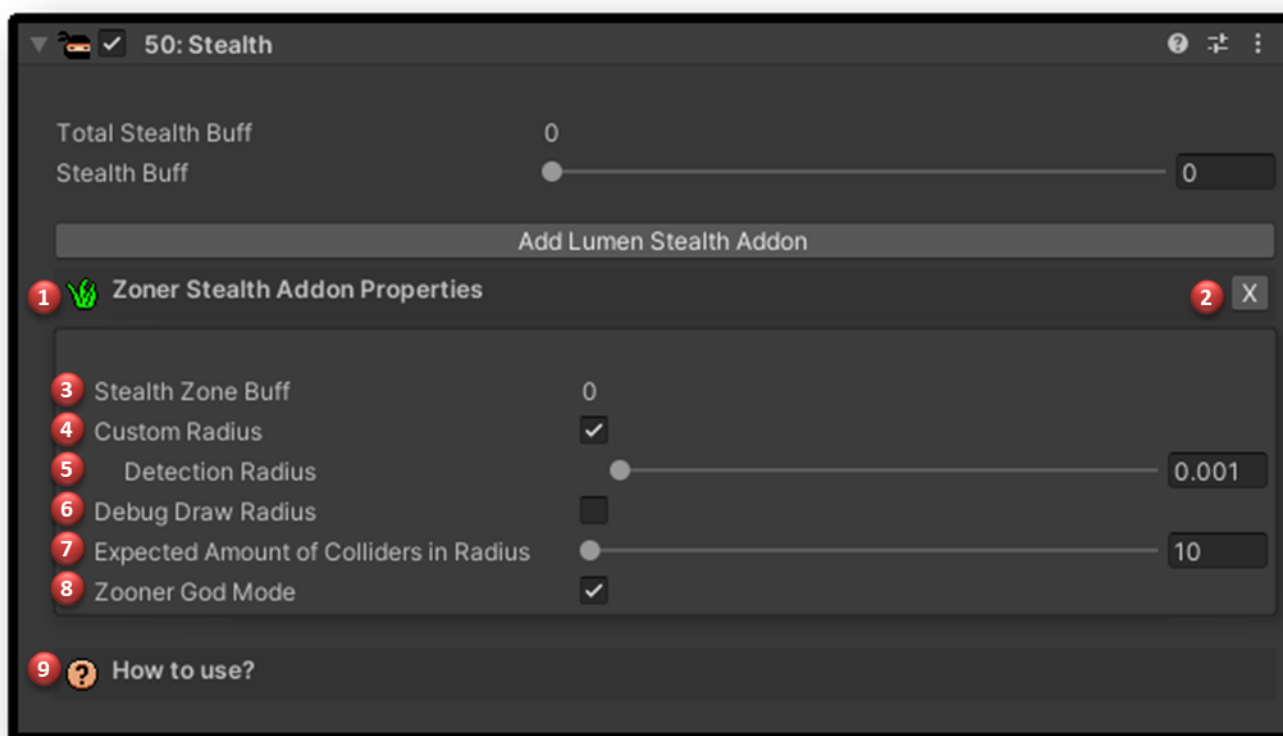 50: Stealth
Total Stealth Buff 0
Stealth Buff 0
Add Lumen Stealth Addon
1 Zoner Stealth Addon Properties 2 X
3 Stealth Zone Buff 0
4 Custom Radius
5 Detection Radius 0.001
6 Debug Draw Radius
7 Expected Amount of Colliders in Radius 10
8 Zooner God Mode
9 ? How to use?